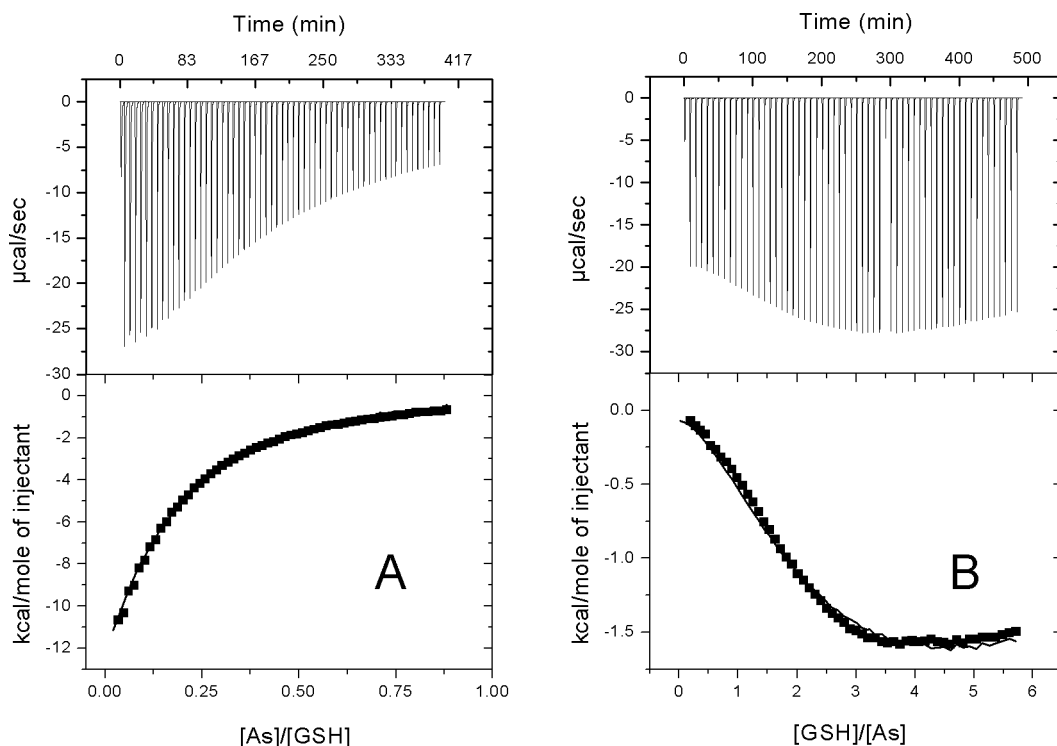 Time (min)
0 83 167 250 333 417
0
-5
-10
-15
-20
-25
-30
µcal/sec
0
-2
-4
-6
-8
-10
-12
kcal/mole of injectant
A
0.00 0.25 0.50 0.75 1.00
[As]/[GSH]
Time (min)
0 100 200 300 400 500
0
-5
-10
-15
-20
-25
-30
µcal/sec
0.0
-0.5
-1.0
-1.5
kcal/mole of injectant
B
0 1 2 3 4 5 6
[GSH]/[As]